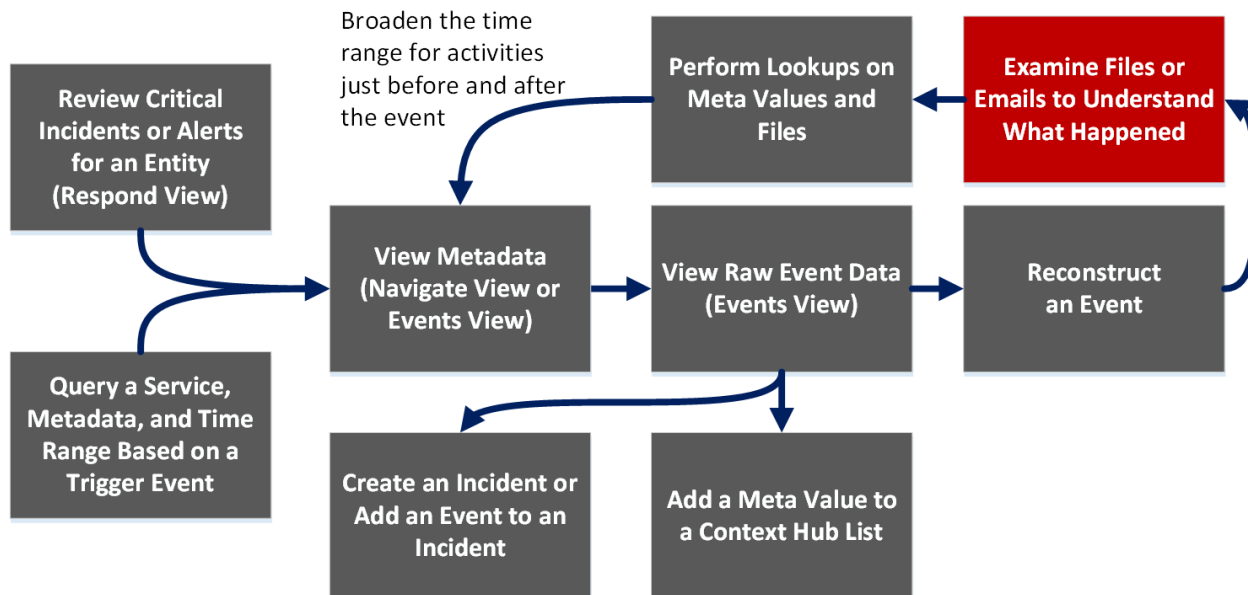 Broaden the time
range for activities
just before and after
the event
Review Critical
Incidents or Alerts
for an Entity
(Respond View)
Perform Lookups on
Meta Values and
Files
Examine Files or
Emails to Understand
What Happened
View Metadata
(Navigate View or
Events View)
View Raw Event Data
(Events View)
Reconstruct
an Event
Query a Service,
Metadata, and Time
Range Based on a
Trigger Event
Create an Incident or
Add an Event to an
Incident
Add a Meta Value to
a Context Hub List